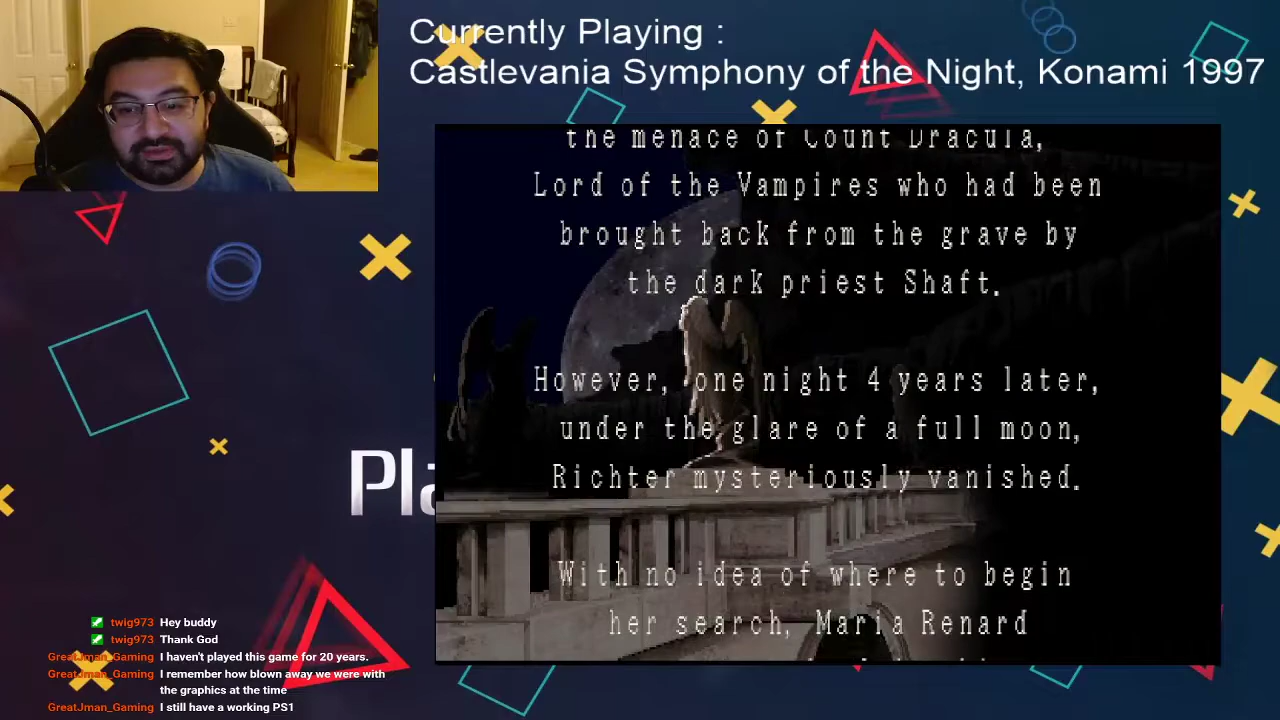 Currently Playing :
Castlevania Symphony of the Night, Konami 1997
the menace of Count Dracula,
Lord of the Vampires who had been
brought back from the grave by
the dark priest Shaft.
However, one night 4 years later,
under the glare of a full moon,
Richter mysteriously vanished.
With no idea of where to begin
her search, Maria Renard
Pla
twig973 Hey buddy
twig973 Thank God
GreatJman_Gaming I haven't played this game for 20 years.
GreatJman_Gaming I remember how blown away we were with
the graphics at the time
GreatJman_Gaming I still have a working PS1